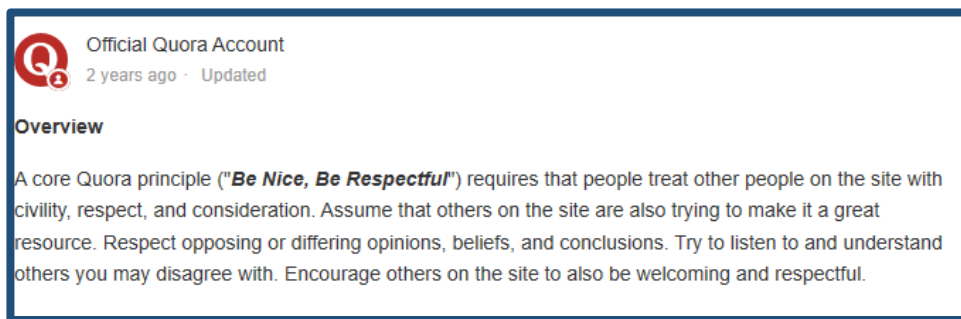 Q
Official Quora Account
2 years ago · Updated
Overview
A core Quora principle ("Be Nice, Be Respectful") requires that people treat other people on the site with
civility, respect, and consideration. Assume that others on the site are also trying to make it a great
resource. Respect opposing or differing opinions, beliefs, and conclusions. Try to listen to and understand
others you may disagree with. Encourage others on the site to also be welcoming and respectful.